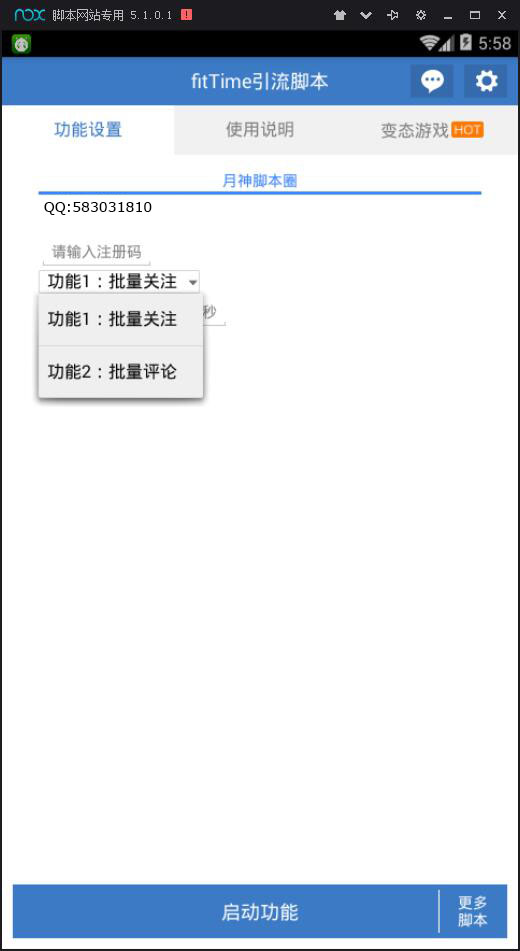 nox 脚本网站专用 5.1.0.1
5:58
fitTime引流脚本
功能设置 使用说明 变态游戏 HOT
月神脚本圈
QQ:583031810
请输入注册码
功能1：批量关注
秒
功能1：批量关注
功能2：批量评论
启动功能
更多
脚本